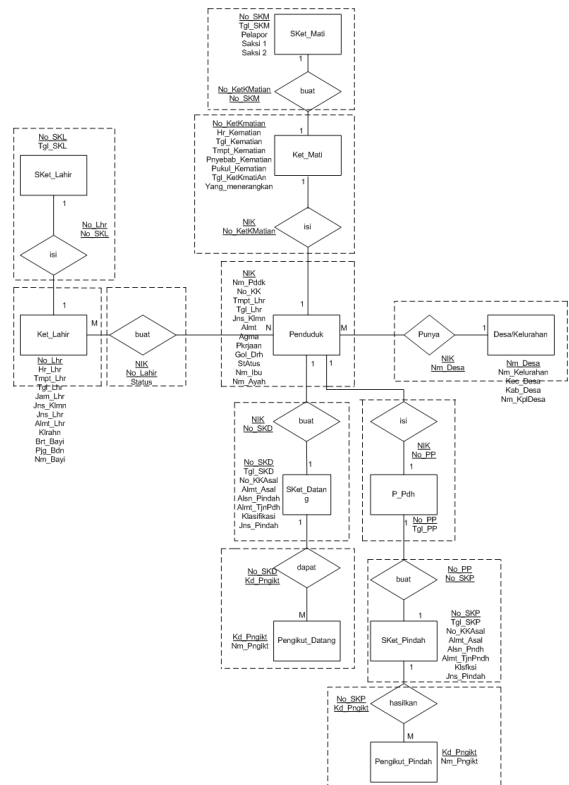 No_SKM
Tgl_SKM
Pelapor
Saksi 1
Saksi 2
SKet_Mati
1
No_KetKMatian
No_SKM
buat
1
No_KetKmatian
Hr_Kematian
Tgl_Kematian
Tmpt_Kematian
Pnyebab_Kematian
Pukul_Kematian
Tgl_KetKmatiAn
Yang_menerangkan
Ket_Mati
1
NIK
No_KetKMatian
isi
1
No_SKL
Tgl_SKL
SKet_Lahir
1
No_Lhr
No_SKL
isi
1
Ket_Lahir
M
No_Lhr
Hr_Lhr
Tmpt_Lhr
Tgl_Lhr
Jam_Lhr
Jns_Klmn
Jns_Lhr
Almt_Lhr
Klrahn
Brt_Bayi
Pjg_Bdn
Nm_Bayi
buat
NIK
No_Lahir
Status
NIK
Nm_Pddk
No_KK
Tmpt_Lhr
Tgl_Lhr
Jns_Klmn
Almt
Agma
Pkrjaan
Gol_Drh
StAtus
Nm_Ibu
Nm_Ayah
N
Penduduk
M
1
1
Punya
NIK
Nm_Desa
1
Desa/Kelurahan
Nm_Desa
Nm_Kelurahan
Kec_Desa
Kab_Desa
Nm_KplDesa
NIK
No_SKD
buat
1
No_SKD
Tgl_SKD
No_KKAsal
Almt_Asal
Alsn_Pindah
Almt_TjnPdh
Klasifikasi
Jns_Pindah
SKet_Datan
g
1
dapat
No_SKD
Kd_Pngikt
M
Kd_Pngikt
Nm_Pngikt
Pengikut_Datang
isi
NIK
No_PP
1
P_Pdh
No_PP
Tgl_PP
1
buat
No_PP
No_SKP
1
SKet_Pindah
No_SKP
Tgl_SKP
No_KKAsal
Almt_Asal
Alsn_Pndh
Almt_TjnPndh
Klsfksi
Jns_Pindah
1
No_SKP
Kd_Pngikt
hasilkan
M
Pengikut_Pindah
Kd_Pngikt
Nm_Pngikt